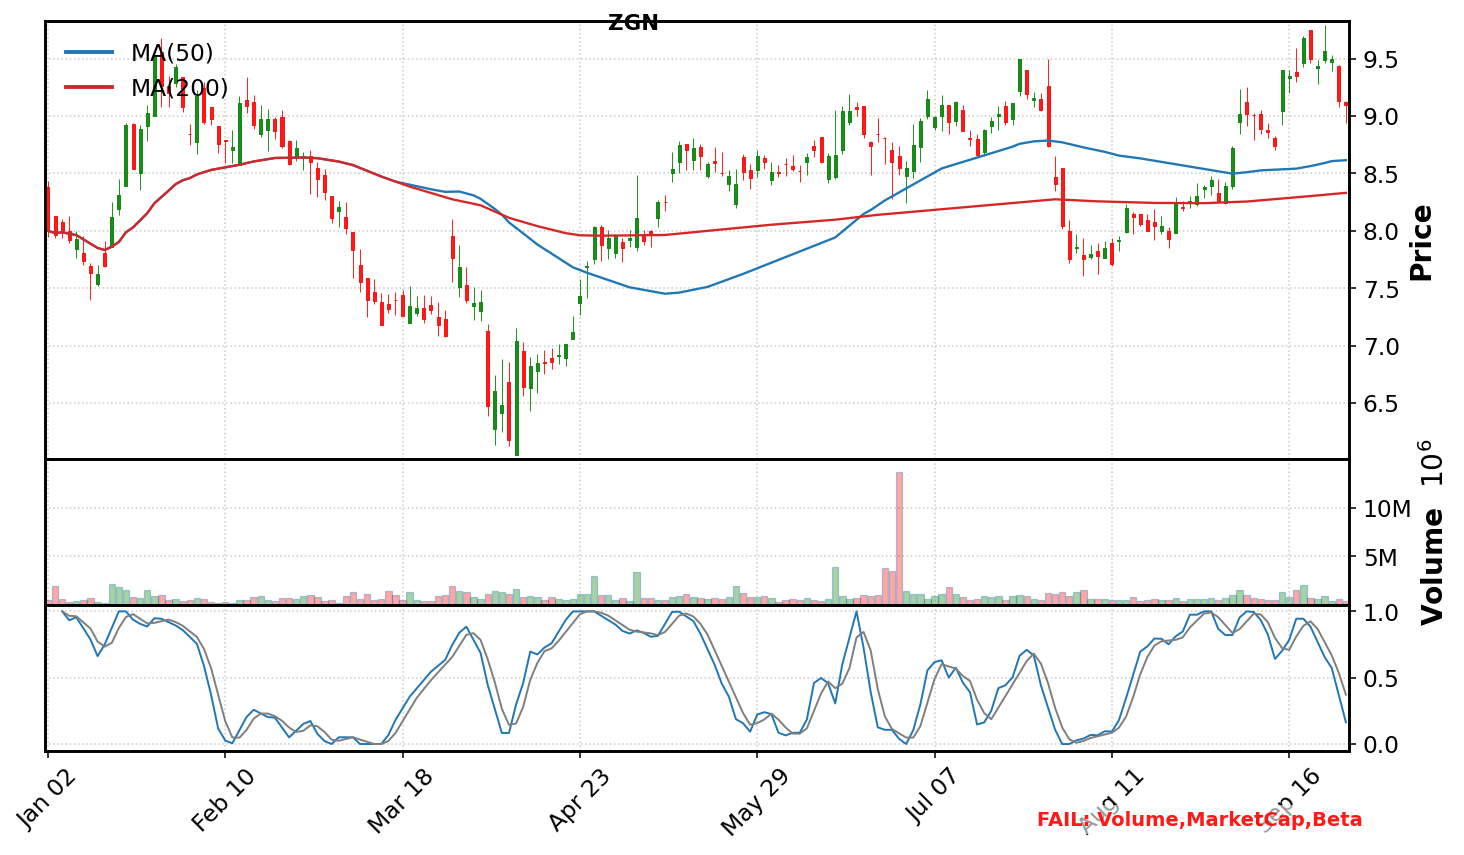 ZGN
MA(50)
MA(200)
9.5
9.0
8.5
8.0
7.5
7.0
6.5
Price
10M
5M
Volume 10⁶
1.0
0.5
0.0
Jan 02
Feb 10
Mar 18
Apr 23
May 29
Jul 07
Aug 11
Sep 16
FAIL: Volume,MarketCap,Beta